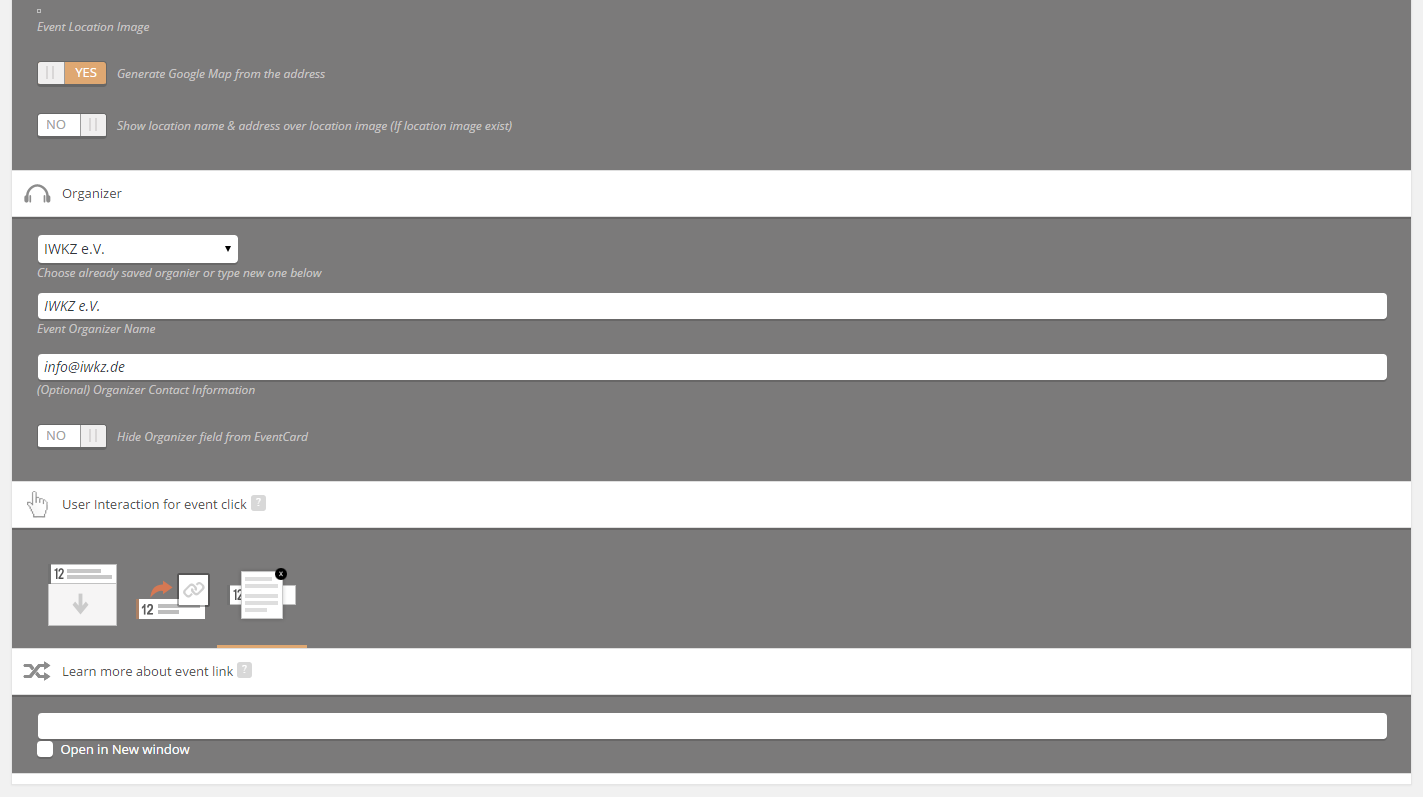 Event Location Image
YES
Generate Google Map from the address
NO
Show location name & address over location image (If location image exist)
Organizer
IWKZ e.V.
Choose already saved organier or type new one below
IWKZ e.V.
Event Organizer Name
info@iwkz.de
(Optional) Organizer Contact Information
NO
Hide Organizer field from EventCard
User Interaction for event click ?
12
12
12
x
Learn more about event link ?
Open in New window